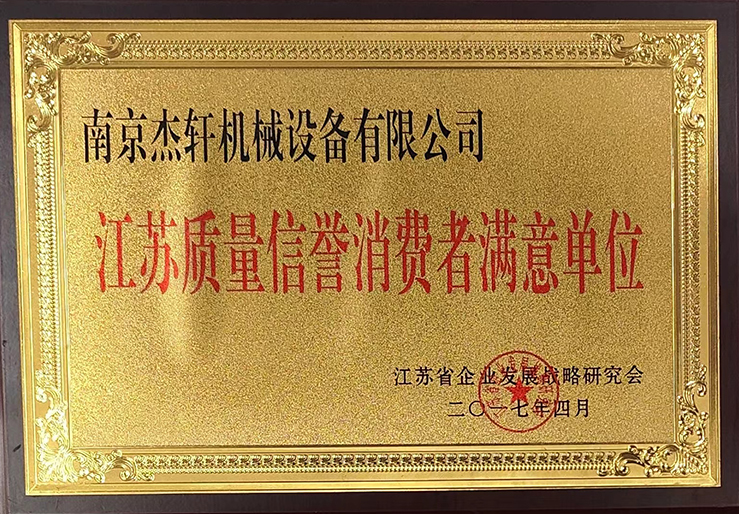 南京杰轩机械设备有限公司
江苏质量信誉消费者满意单位
江苏省企业发展战略研究会
二〇一七年四月